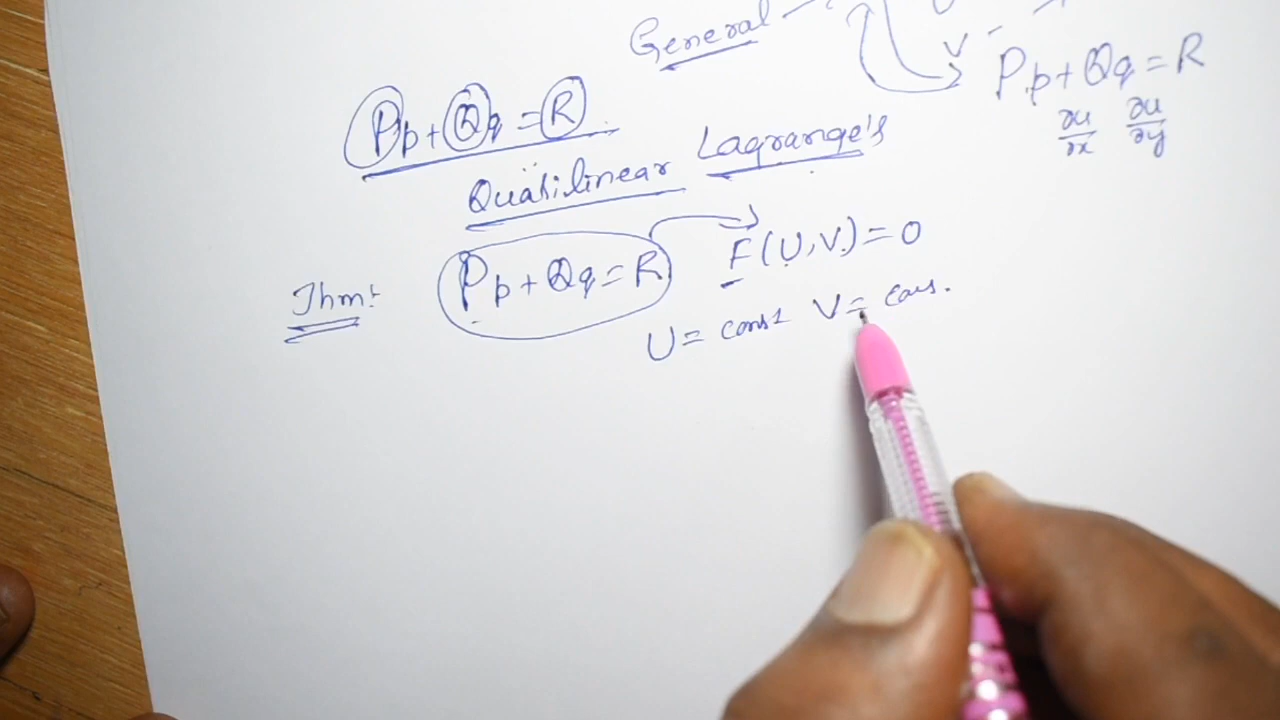 General
V
Pp + Qq = R
∂u/∂x ∂u/∂y
Pp + Qq = R
Quasilinear Lagrange's
Thm:
Pp + Qq = R
F(U,V) = 0
U = const V = cons.